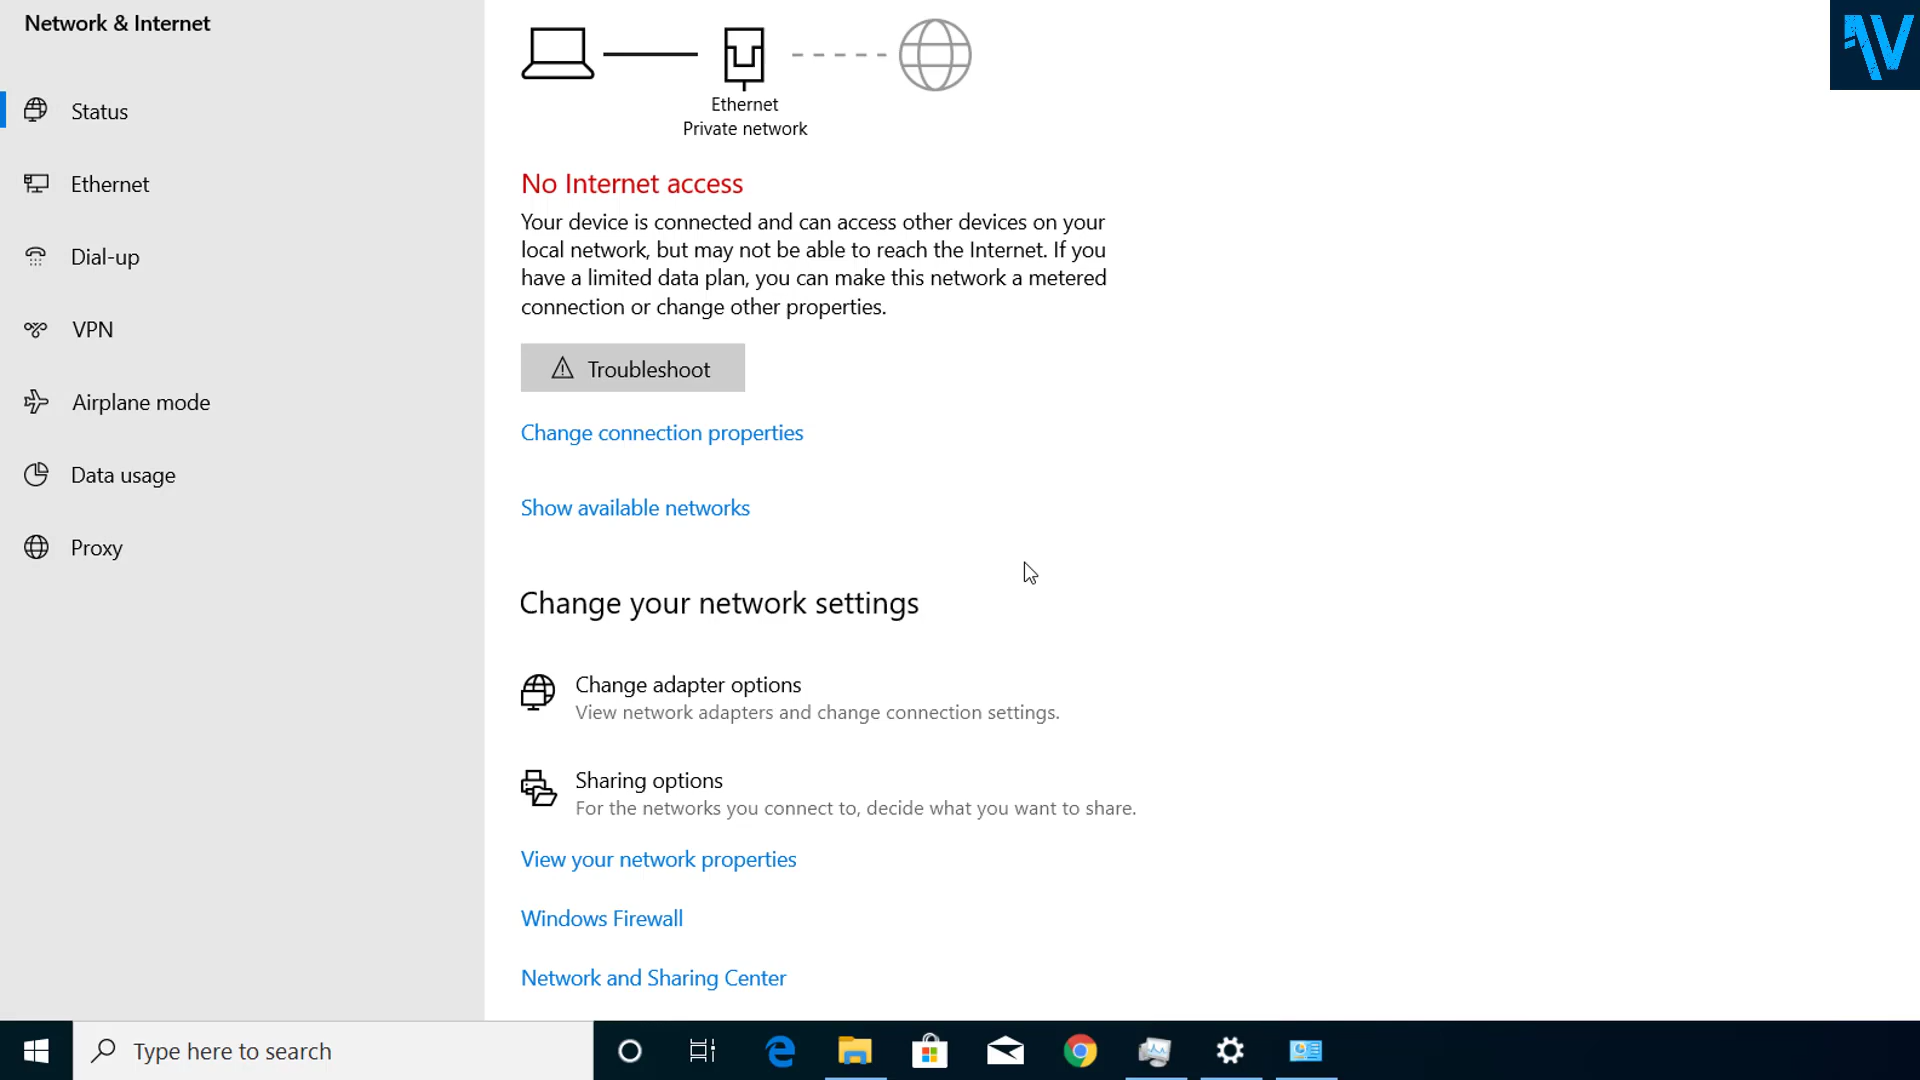 Network & Internet
Status
Ethernet
Dial-up
VPN
Airplane mode
Data usage
Proxy
Ethernet
Private network
No Internet access
Your device is connected and can access other devices on your
local network, but may not be able to reach the Internet. If you
have a limited data plan, you can make this network a metered
connection or change other properties.
Troubleshoot
Change connection properties
Show available networks
Change your network settings
Change adapter options
View network adapters and change connection settings.
Sharing options
For the networks you connect to, decide what you want to share.
View your network properties
Windows Firewall
Network and Sharing Center
Type here to search